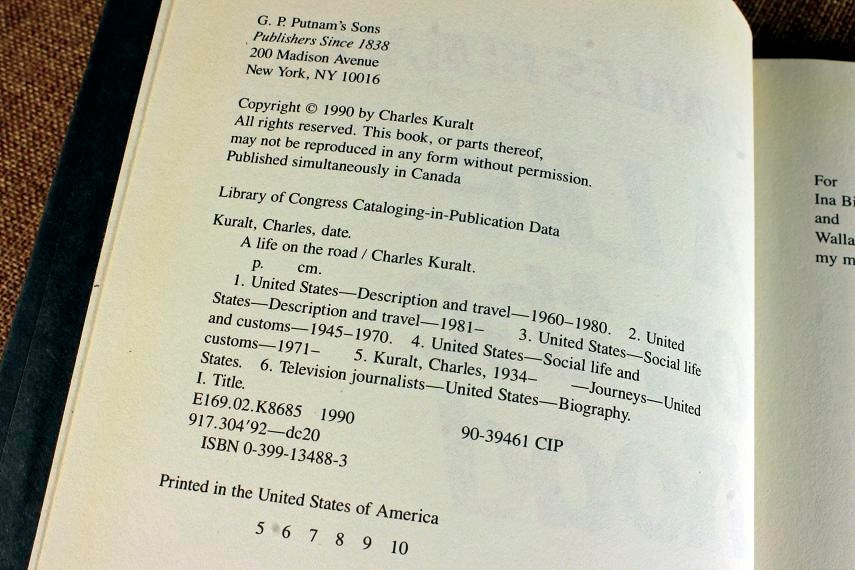 G. P. Putnam's Sons
Publishers Since 1838
200 Madison Avenue
New York, NY 10016
Copyright © 1990 by Charles Kuralt
All rights reserved. This book, or parts thereof,
may not be reproduced in any form without permission.
Published simultaneously in Canada
Library of Congress Cataloging-in-Publication Data
Kuralt, Charles, date.
A life on the road / Charles Kuralt.
p. cm.
1. United States—Description and travel—1960–1980. 2. United
States—Description and travel—1981– 3. United States—Social life
and customs—1945–1970. 4. United States—Social life and
customs—1971– 5. Kuralt, Charles, 1934– —Journeys—United
States. 6. Television journalists—United States—Biography.
I. Title.
E169.02.K8685 1990
917.304'92—dc20 90-39461 CIP
ISBN 0-399-13488-3
Printed in the United States of America
5 6 7 8 9 10
For
Ina
and
my